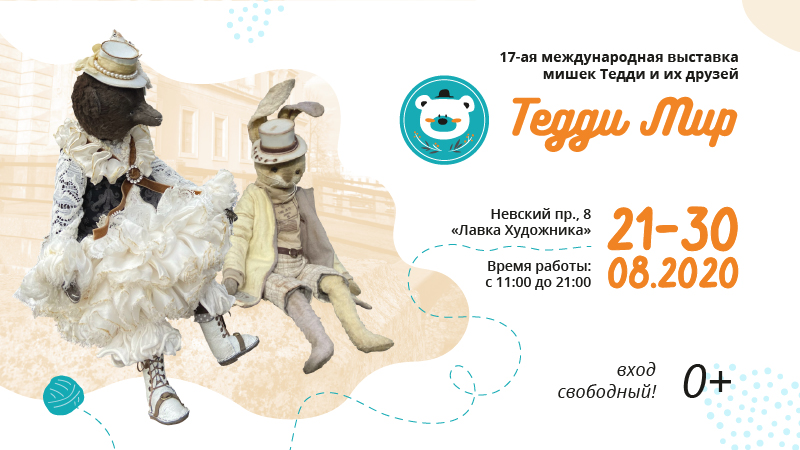 17-ая международная выставка
мишек Тедди и их друзей
Тедди Мир
Невский пр., 8
«Лавка Художника»
21-30
Время работы:
с 11:00 до 21:00
08.2020
вход
свободный!
0+